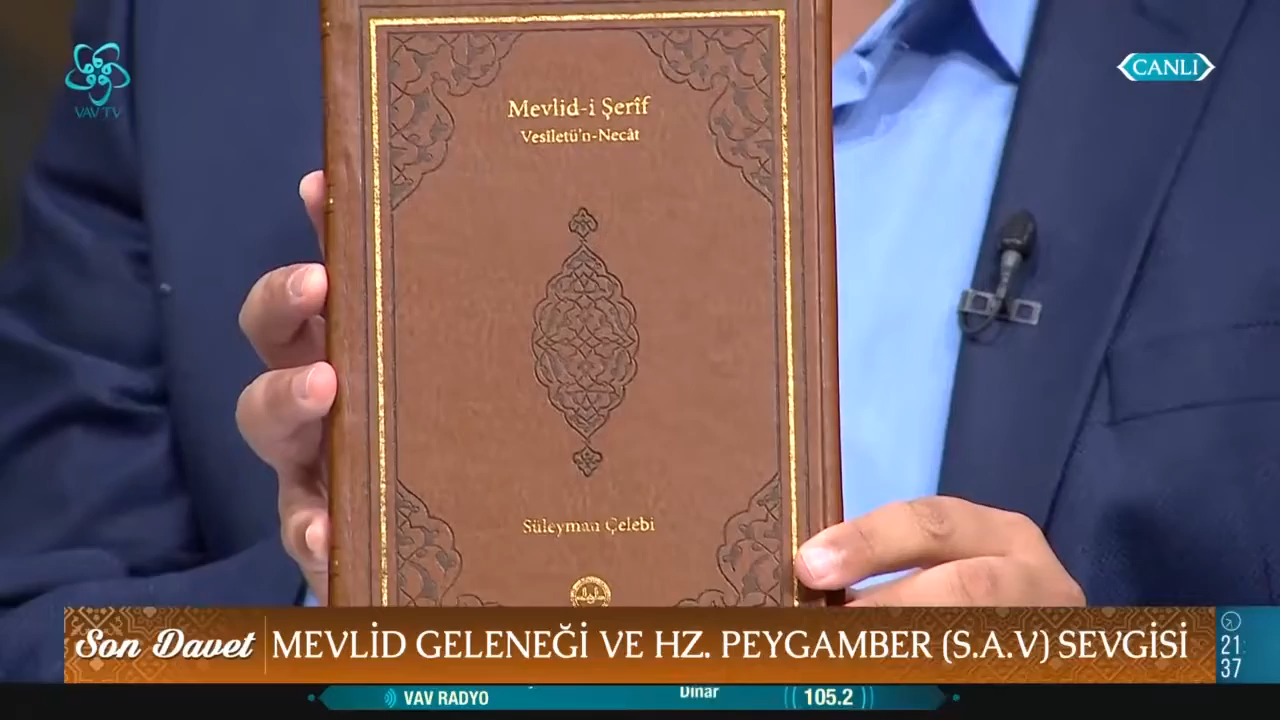 VAV TV
CANLI
Mevlid-i Şerîf
Vesîletü'n-Necât
Süleyman Çelebi
Son Davet
MEVLİD GELENEĞİ VE HZ. PEYGAMBER (S.A.V) SEVGİSİ
21
37
VAV RADYO
Dinar
105.2